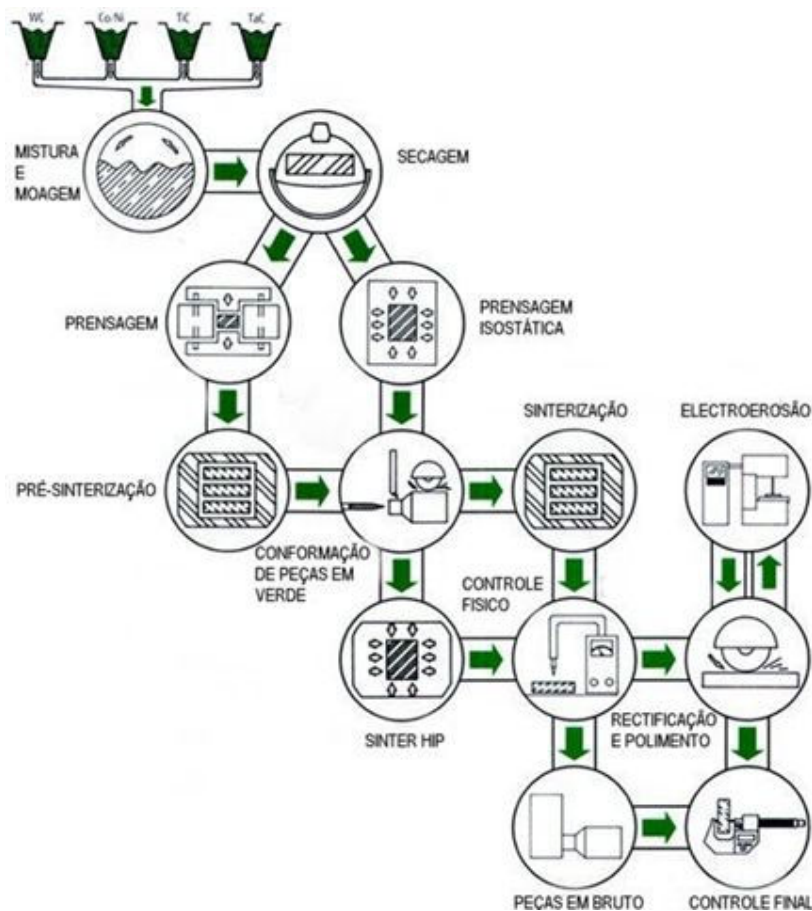 WC Co/Ni TiC TaC
MISTURA
E
MOAGEM
SECAGEM
PRENSAGEM
PRENSAGEM
ISOSTÁTICA
SINTERIZAÇÃO
ELECTROEROSÃO
PRÉ-SINTERIZAÇÃO
CONFORMAÇÃO
DE PEÇAS EM
VERDE
CONTROLE
FISICO
SINTER HIP
RECTIFICAÇÃO
E POLIMENTO
PEÇAS EM BRUTO
CONTROLE FINAL